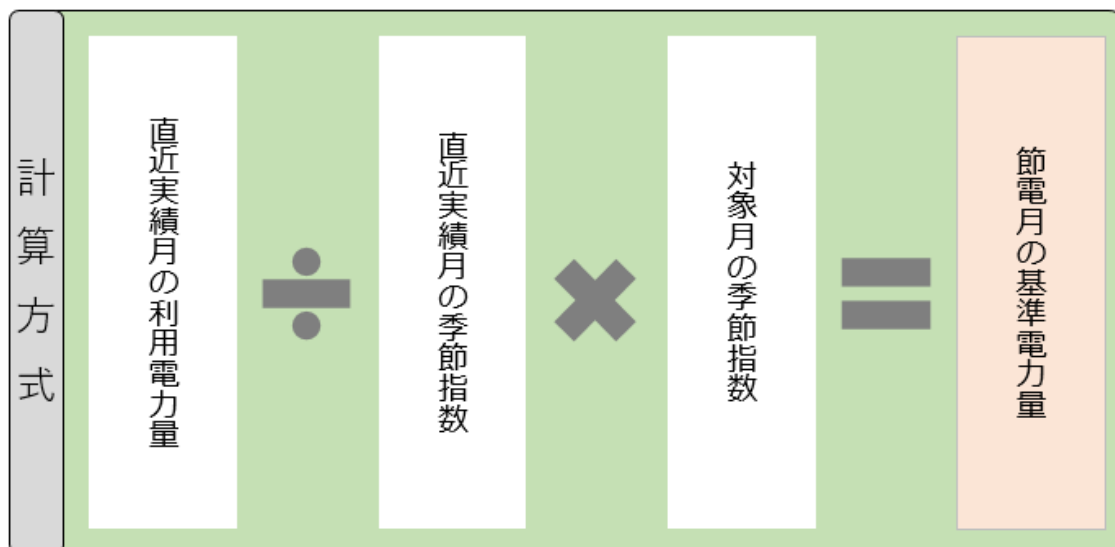 計算方式
直近実績月の利用電力量
÷
直近実績月の季節指数
×
対象月の季節指数
=
節電月の基準電力量